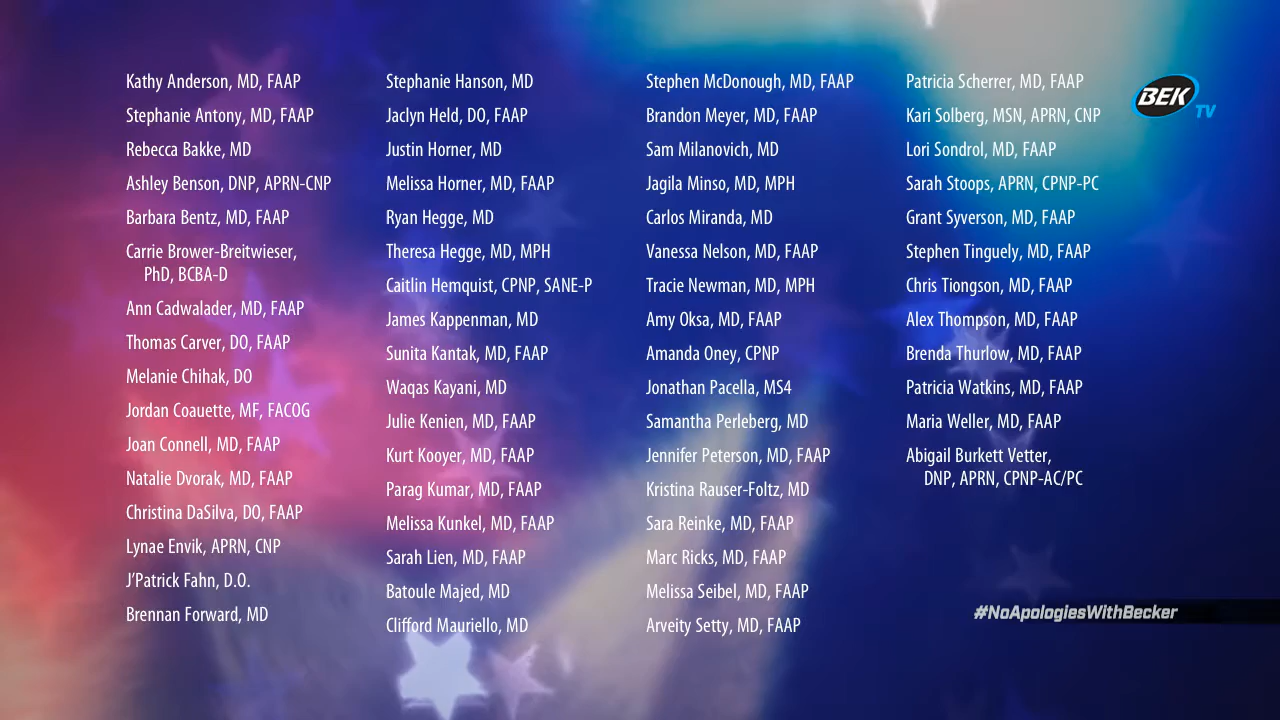 Kathy Anderson, MD, FAAP
Stephanie Antony, MD, FAAP
Rebecca Bakke, MD
Ashley Benson, DNP, APRN-CNP
Barbara Bentz, MD, FAAP
Carrie Brower-Breitwieser,
PhD, BCBA-D
Ann Cadwalader, MD, FAAP
Thomas Carver, DO, FAAP
Melanie Chihak, DO
Jordan Coauette, MF, FACOG
Joan Connell, MD, FAAP
Natalie Dvorak, MD, FAAP
Christina DaSilva, DO, FAAP
Lynae Envik, APRN, CNP
J'Patrick Fahn, D.O.
Brennan Forward, MD
Stephanie Hanson, MD
Jaclyn Held, DO, FAAP
Justin Horner, MD
Melissa Horner, MD, FAAP
Ryan Hegge, MD
Theresa Hegge, MD, MPH
Caitlin Hemquist, CPNP, SANE-P
James Kappenman, MD
Sunita Kantak, MD, FAAP
Waqas Kayani, MD
Julie Kenien, MD, FAAP
Kurt Kooyer, MD, FAAP
Parag Kumar, MD, FAAP
Melissa Kunkel, MD, FAAP
Sarah Lien, MD, FAAP
Batoule Majed, MD
Clifford Mauriello, MD
Stephen McDonough, MD, FAAP
Brandon Meyer, MD, FAAP
Sam Milanovich, MD
Jagila Minso, MD, MPH
Carlos Miranda, MD
Vanessa Nelson, MD, FAAP
Tracie Newman, MD, MPH
Amy Oksa, MD, FAAP
Amanda Oney, CPNP
Jonathan Pacella, MS4
Samantha Perleberg, MD
Jennifer Peterson, MD, FAAP
Kristina Rauser-Foltz, MD
Sara Reinke, MD, FAAP
Marc Ricks, MD, FAAP
Melissa Seibel, MD, FAAP
Arveity Setty, MD, FAAP
Patricia Scherrer, MD, FAAP
Kari Solberg, MSN, APRN, CNP
Lori Sondrol, MD, FAAP
Sarah Stoops, APRN, CPNP-PC
Grant Syverson, MD, FAAP
Stephen Tinguely, MD, FAAP
Chris Tiongson, MD, FAAP
Alex Thompson, MD, FAAP
Brenda Thurlow, MD, FAAP
Patricia Watkins, MD, FAAP
Maria Weller, MD, FAAP
Abigail Burkett Vetter,
DNP, APRN, CPNP-AC/PC
BEK TV
#NoApologiesWithBecker